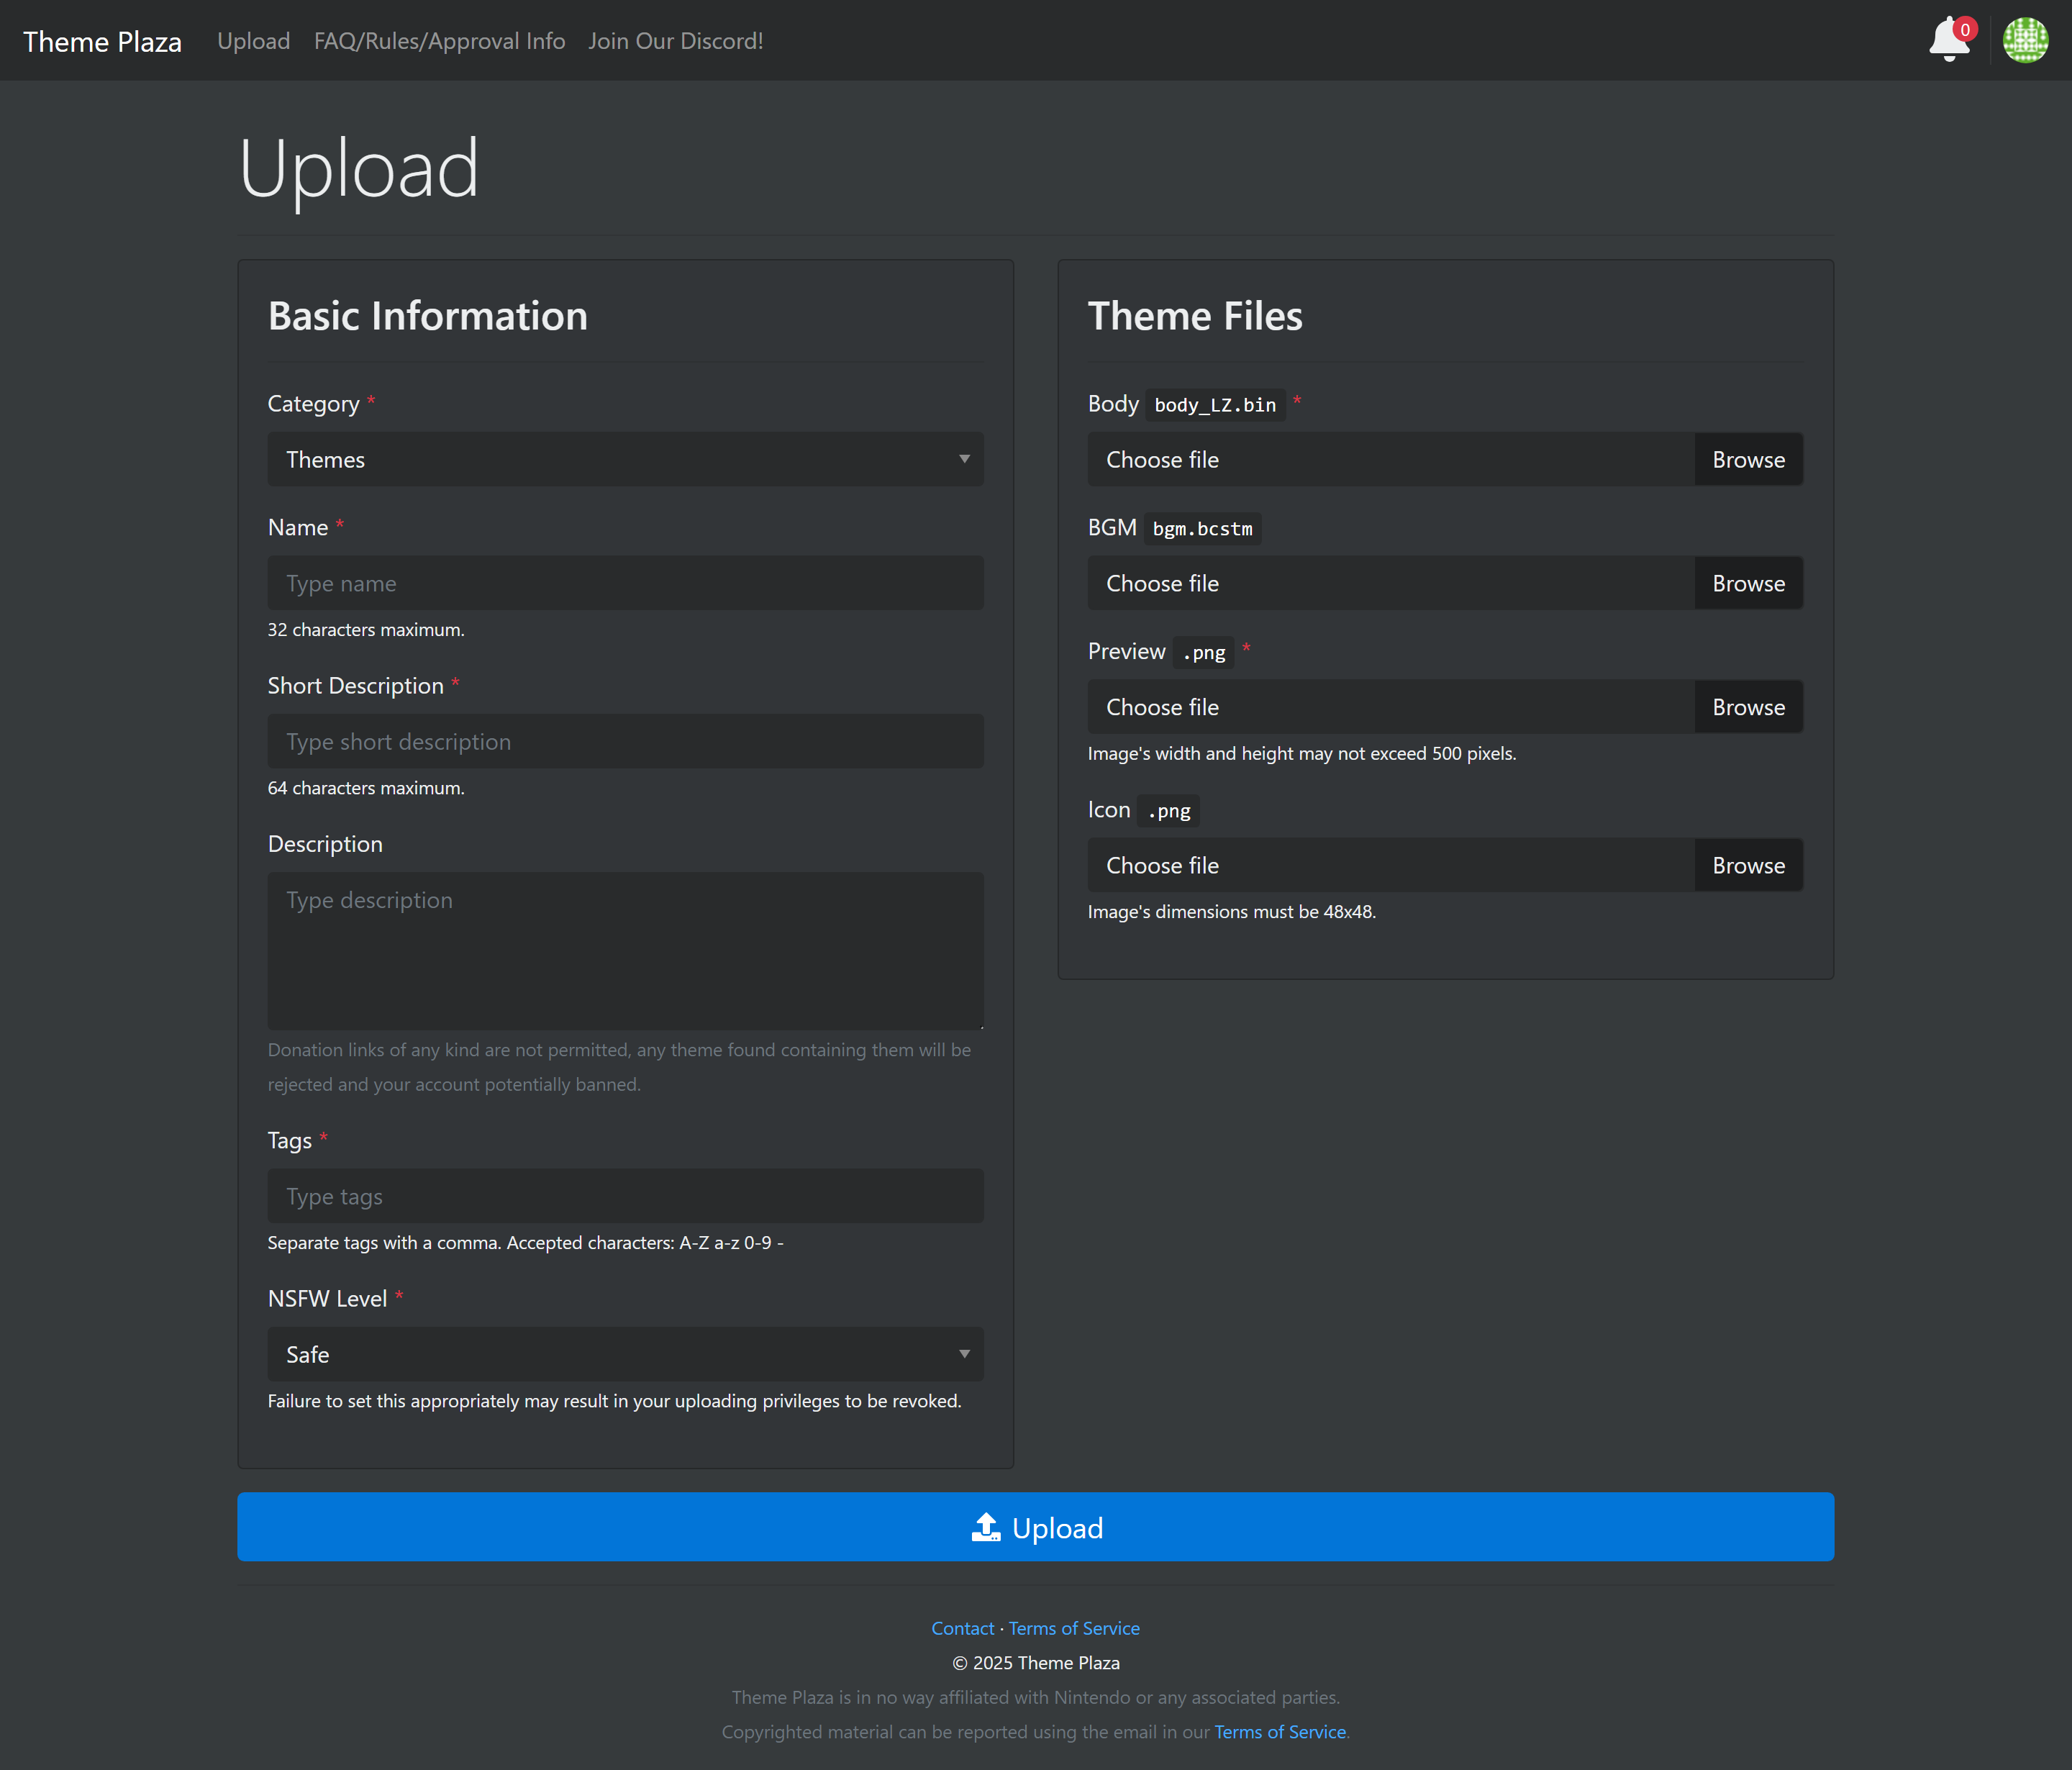 Theme Plaza Upload FAQ/Rules/Approval Info Join Our Discord! 0
Upload
Basic Information
Category *
Themes
Name *
Type name
32 characters maximum.
Short Description *
Type short description
64 characters maximum.
Description
Type description
Donation links of any kind are not permitted, any theme found containing them will be
rejected and your account potentially banned.
Tags *
Type tags
Separate tags with a comma. Accepted characters: A-Z a-z 0-9 -
NSFW Level *
Safe
Failure to set this appropriately may result in your uploading privileges to be revoked.
Theme Files
Body body_LZ.bin *
Choose file Browse
BGM bgm.bcstm
Choose file Browse
Preview .png *
Choose file Browse
Image's width and height may not exceed 500 pixels.
Icon .png
Choose file Browse
Image's dimensions must be 48x48.
Upload
Contact · Terms of Service
© 2025 Theme Plaza
Theme Plaza is in no way affiliated with Nintendo or any associated parties.
Copyrighted material can be reported using the email in our Terms of Service.